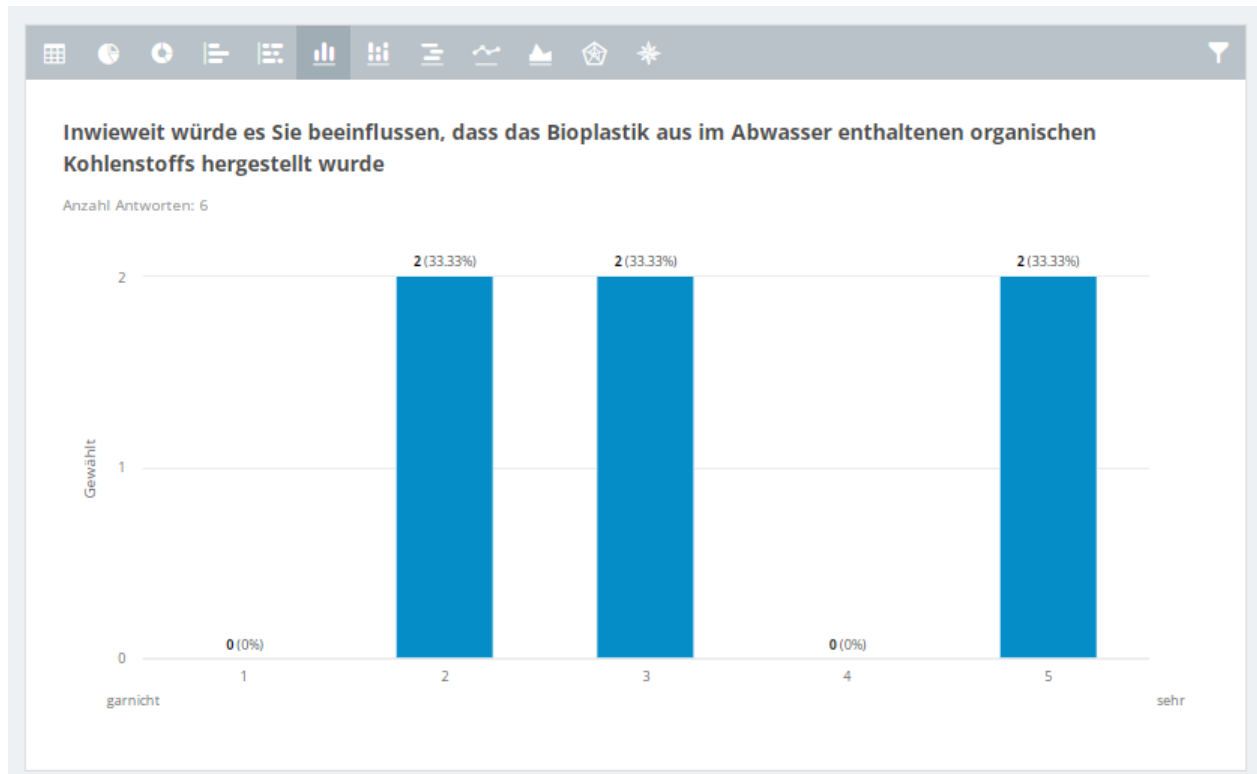 Inwieweit würde es Sie beeinflussen, dass das Bioplastik aus im Abwasser enthaltenen organischen
Kohlenstoffs hergestellt wurde
Anzahl Antworten: 6
2 (33.33%)
2 (33.33%)
2 (33.33%)
2
Gewählt
1
0 (0%)
0 (0%)
0
1
2
3
4
5
garnicht
sehr